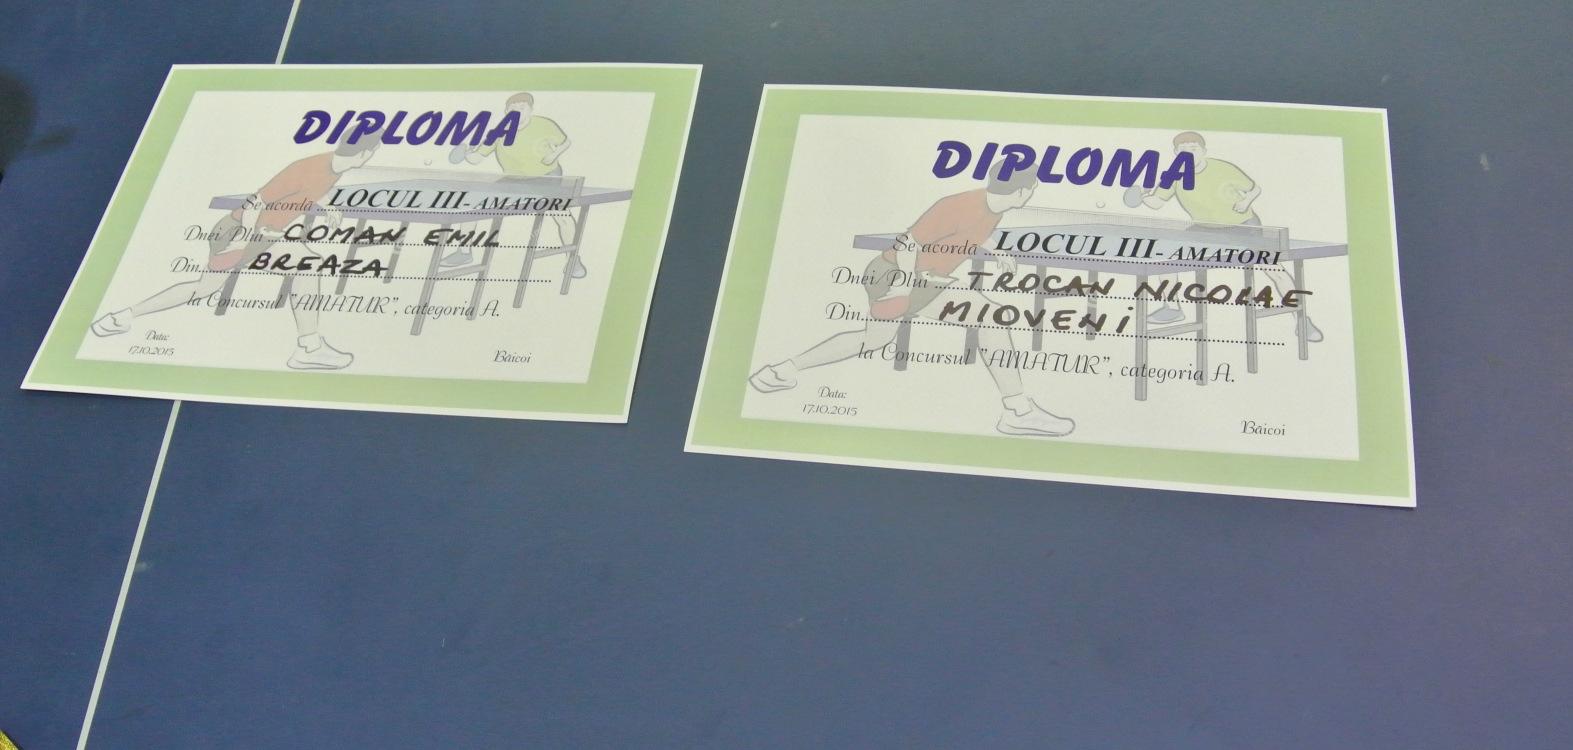 DIPLOMA
Se acordă LOCUL III- AMATORI
Dnei/Dlui COMAN EMIL
Din BREAZA
la Concursul "AMATUR", categoria A.
Data:
17.10.2015
Băicoi
DIPLOMA
Se acordă LOCUL III- AMATORI
Dnei/Dlui TROCAN NICOLAE
Din MIOVENi
la Concursul "AMATUR", categoria A.
Data:
17.10.2015
Băicoi